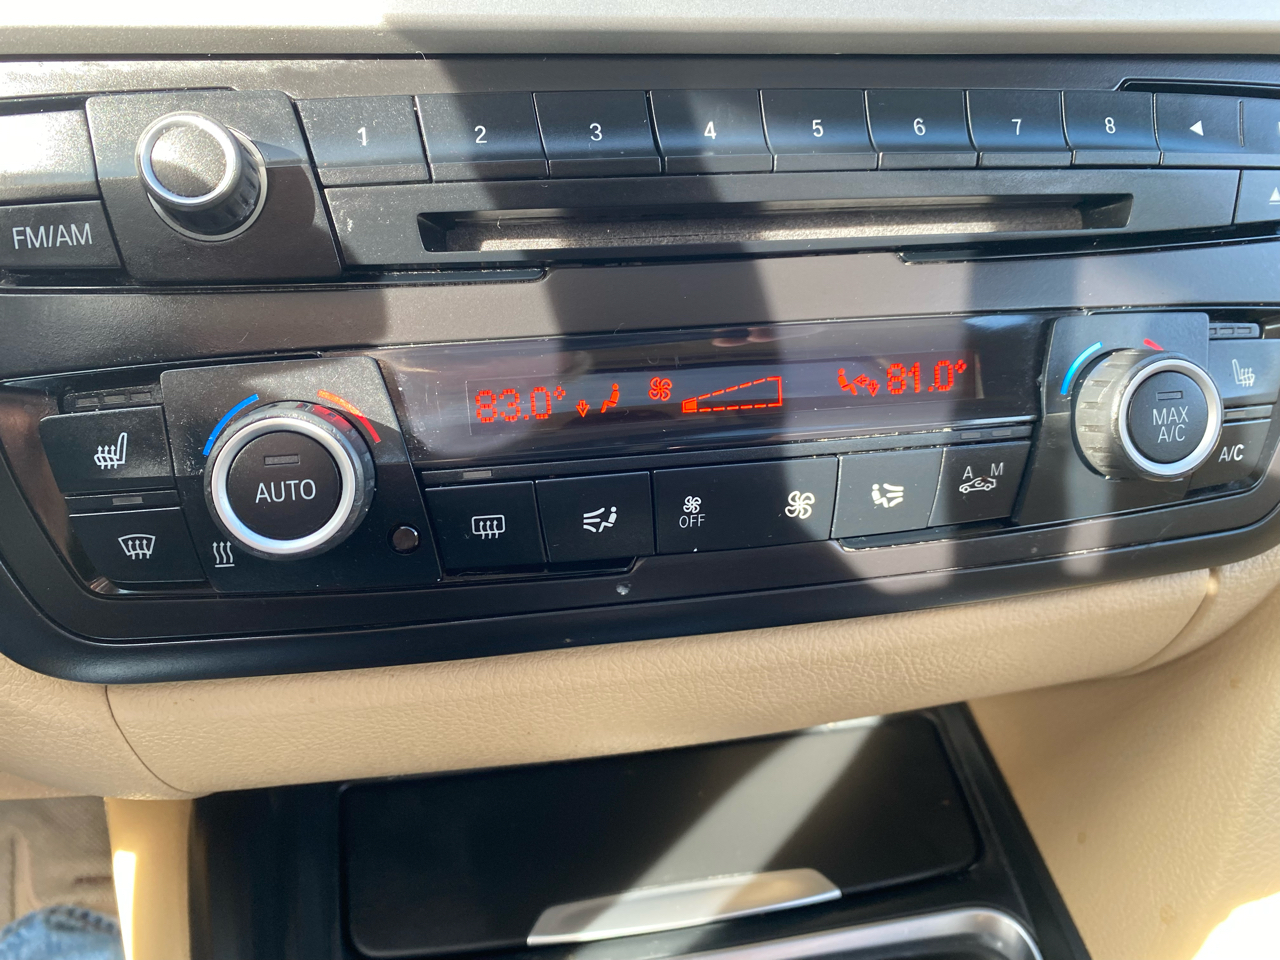 1 2 3 4 5 6 7 8
FM/AM
83.0° 81.0°
MAX
A/C
A/C
AUTO
A M
OFF